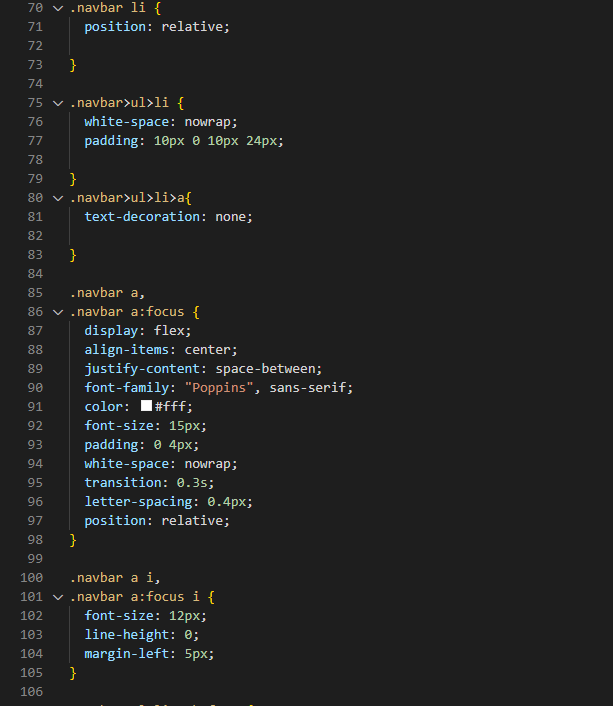 70 .navbar li {
71 position: relative;
72
73 }
74
75 .navbar>ul>li {
76 white-space: nowrap;
77 padding: 10px 0 10px 24px;
78
79 }
80 .navbar>ul>li>a{
81 text-decoration: none;
82
83 }
84
85 .navbar a,
86 .navbar a:focus {
87 display: flex;
88 align-items: center;
89 justify-content: space-between;
90 font-family: "Poppins", sans-serif;
91 color: #fff;
92 font-size: 15px;
93 padding: 0 4px;
94 white-space: nowrap;
95 transition: 0.3s;
96 letter-spacing: 0.4px;
97 position: relative;
98 }
99
100 .navbar a i,
101 .navbar a:focus i {
102 font-size: 12px;
103 line-height: 0;
104 margin-left: 5px;
105 }
106